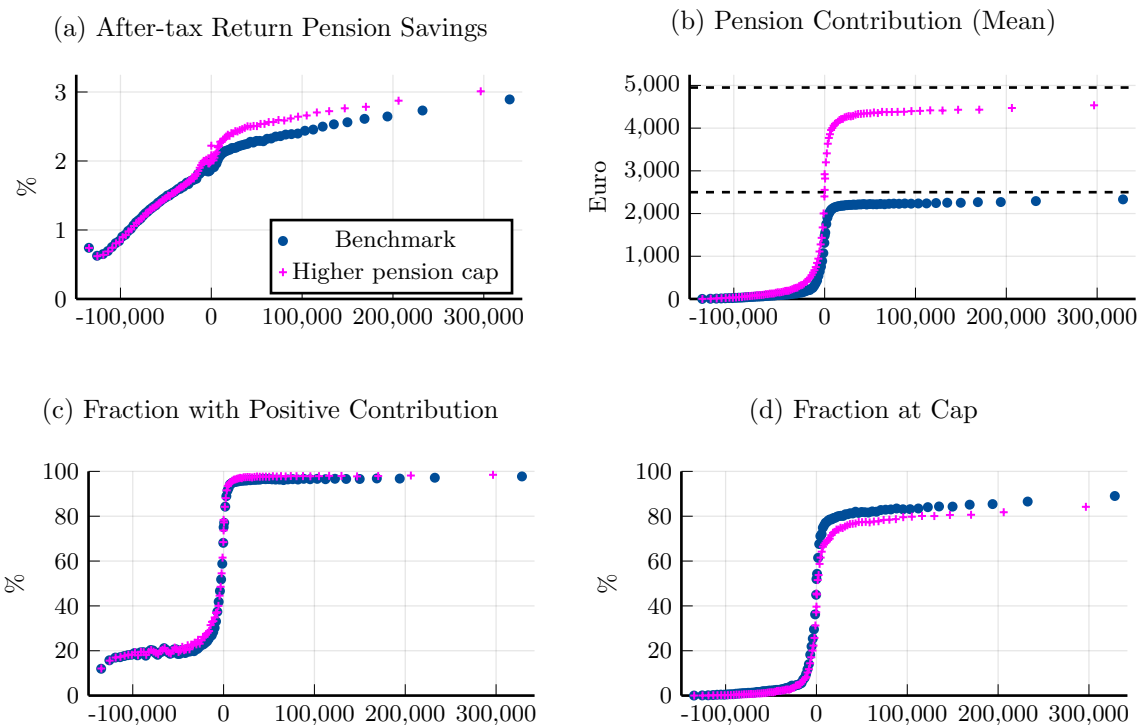 (a) After-tax Return Pension Savings
3
2
1
0
%
-100,000 0 100,000 200,000 300,000
Benchmark
Higher pension cap
(b) Pension Contribution (Mean)
5,000
4,000
3,000
2,000
1,000
0
Euro
-100,000 0 100,000 200,000 300,000
(c) Fraction with Positive Contribution
100
80
60
40
20
0
%
-100,000 0 100,000 200,000 300,000
(d) Fraction at Cap
100
80
60
40
20
0
%
-100,000 0 100,000 200,000 300,000